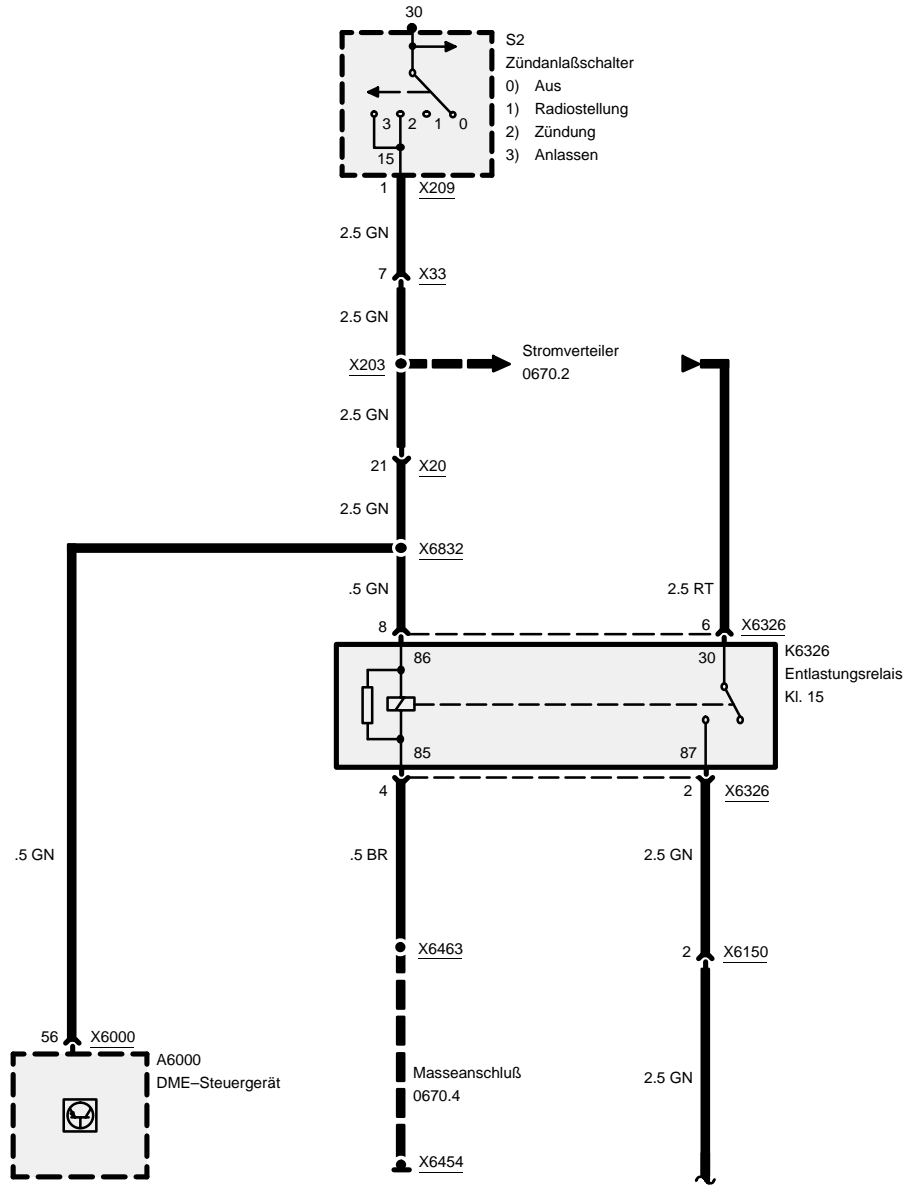 30
S2
Zündanlaßschalter
0) Aus
1) Radiostellung
2) Zündung
3) Anlassen
3 2 1 0
15
1 X209
2.5 GN
7 X33
2.5 GN
X203
Stromverteiler
0670.2
2.5 GN
21 X20
2.5 GN
X6832
.5 GN
2.5 RT
8
6 X6326
86
30
K6326
Entlastungsrelais
Kl. 15
85
87
4
2 X6326
.5 GN
.5 BR
2.5 GN
X6463
2 X6150
56 X6000
A6000
DME–Steuergerät
Masseanschluß
0670.4
2.5 GN
X6454